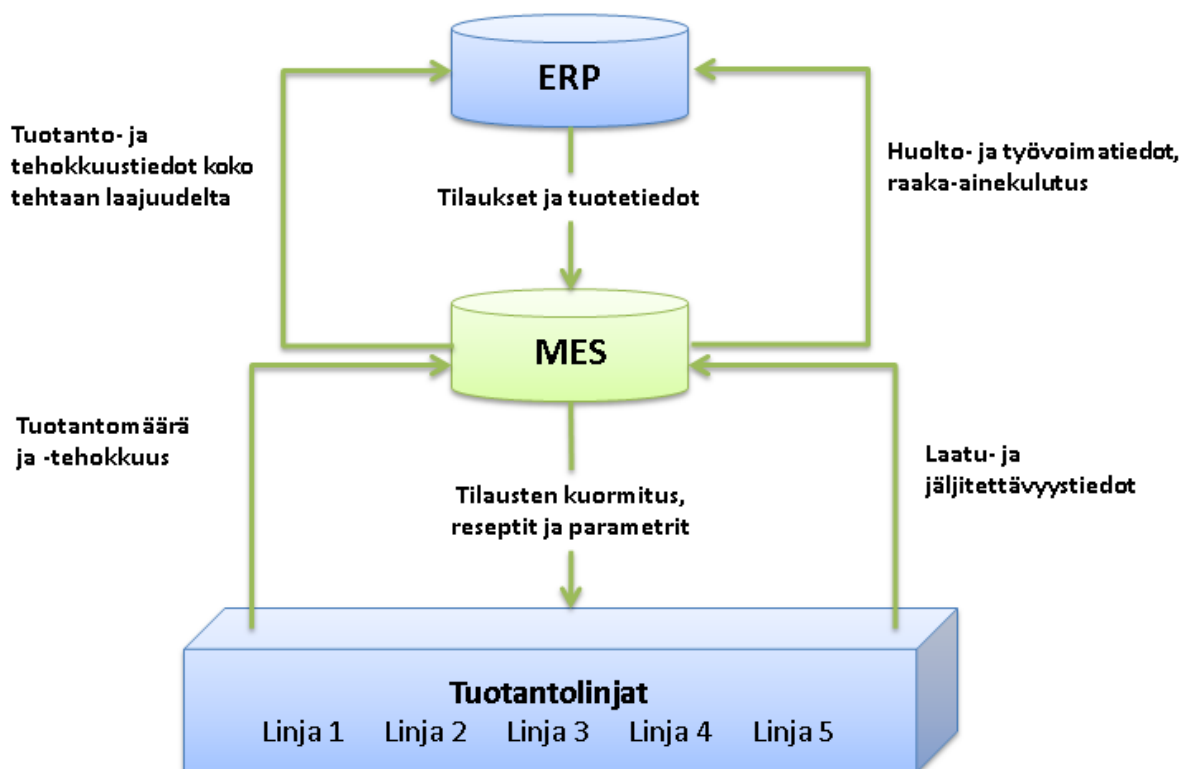 ERP
Tuotanto- ja
tehokkuustiedot koko
tehtaan laajuudelta
Huolto- ja työvoimatiedot,
raaka-ainekulutus
Tilaukset ja tuotetiedot
MES
Tuotantomäärä
ja -tehokkuus
Laatu- ja
jäljitettävyystiedot
Tilausten kuormitus,
reseptit ja parametrit
Tuotantolinjat
Linja 1 Linja 2 Linja 3 Linja 4 Linja 5